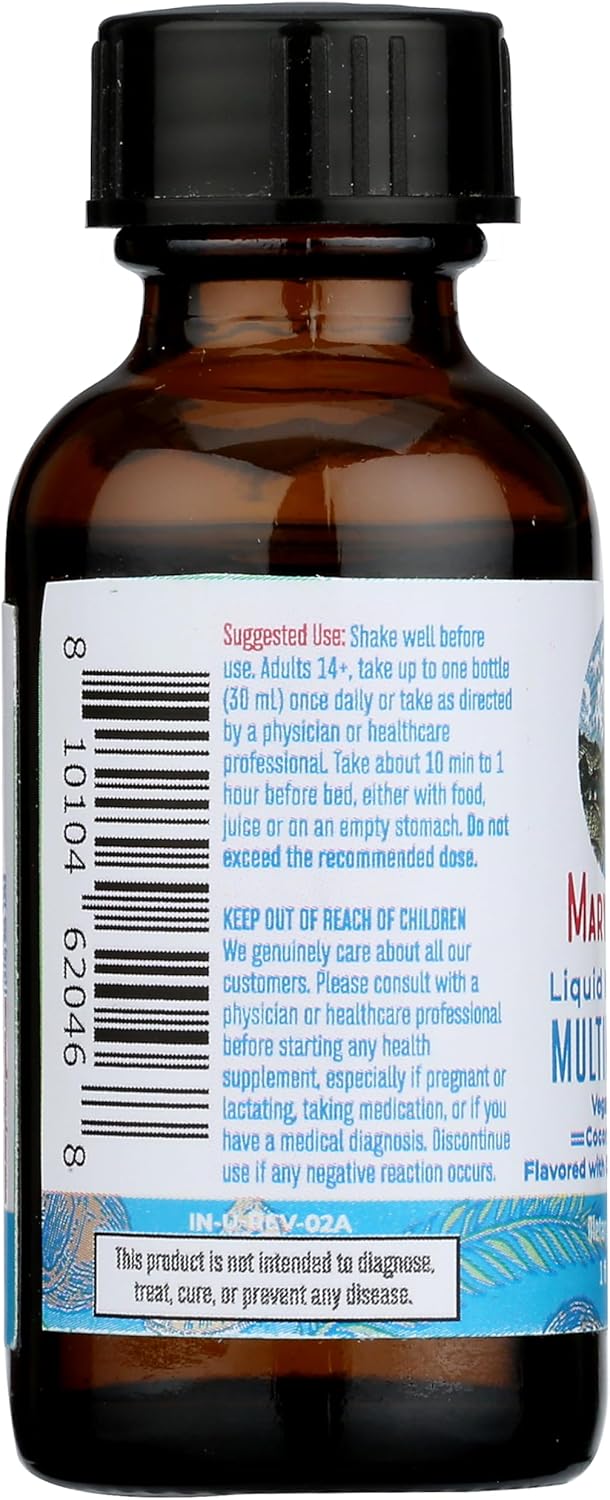 8 10104 62046 8
Suggested Use: Shake well before
use. Adults 14+, take up to one bottle
(30 mL) once daily or take as directed
by a physician or healthcare
professional. Take about 10 min to 1
hour before bed, either with food,
juice or on an empty stomach. Do not
exceed the recommended dose.
KEEP OUT OF REACH OF CHILDREN
We genuinely care about all our
customers. Please consult with a
physician or healthcare professional
before starting any health
supplement, especially if pregnant or
lactating, taking medication, or if you
have a medical diagnosis. Discontinue
use if any negative reaction occurs.
MAR
Liquid
MULTI
Vega
Coco
Flavored with
IN-U-REV-02A
This product is not intended to diagnose,
treat, cure, or prevent any disease.